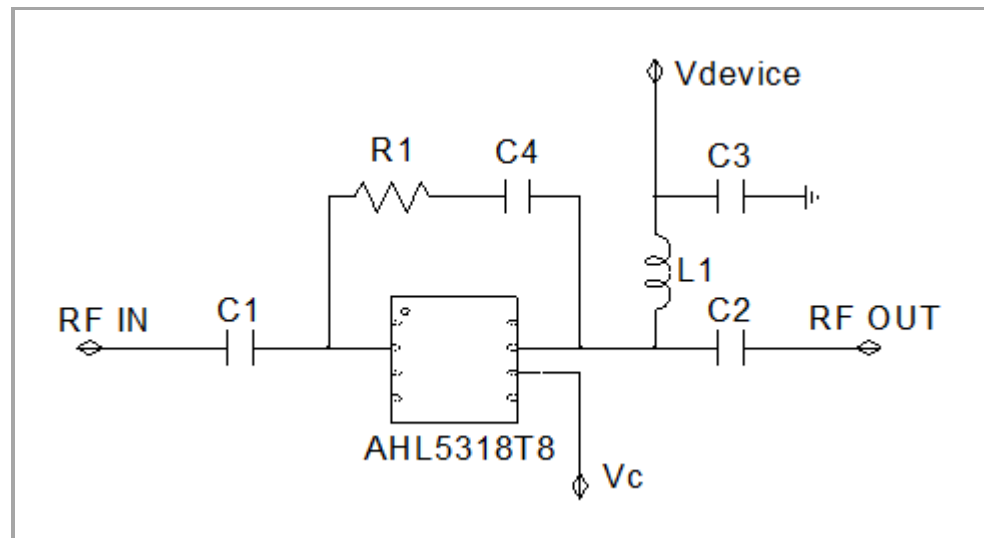 Vdevice
R1
C4
C3
L1
RF IN
C1
C2
RF OUT
AHL5318T8
Vc